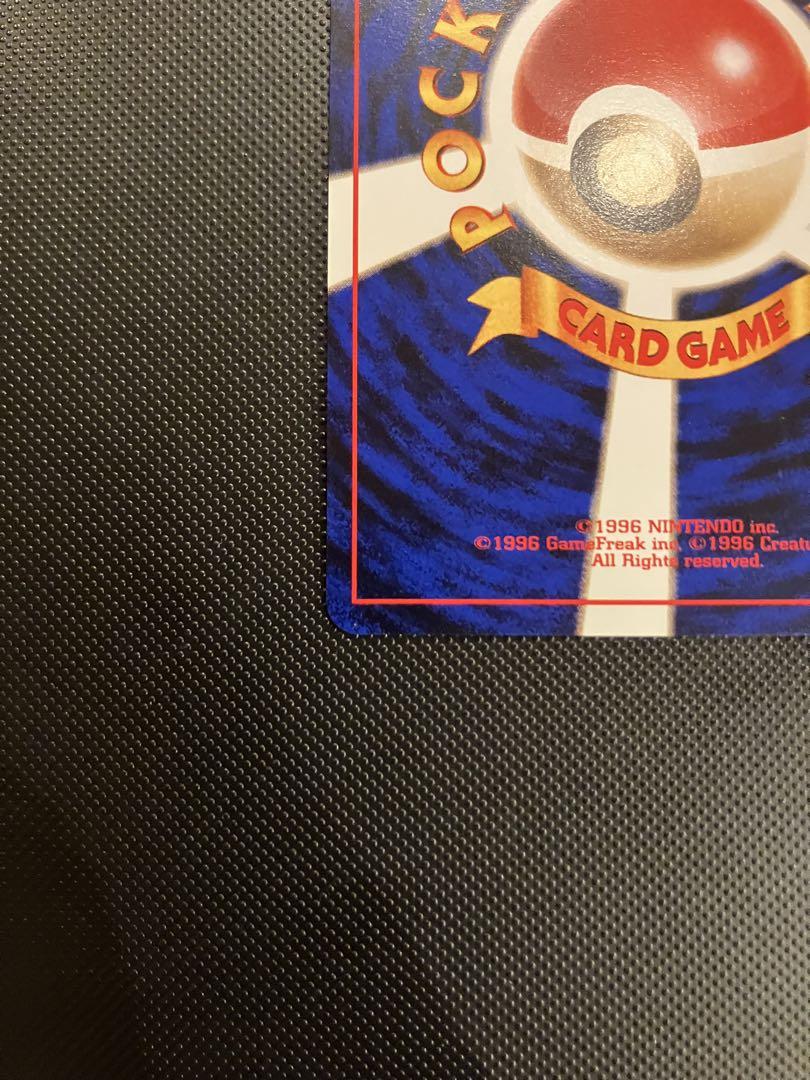 POCK
CARD GAME
©1996 NINTENDO inc.
©1996 GameFreak inc. ©1996 Creatu
All Rights reserved.